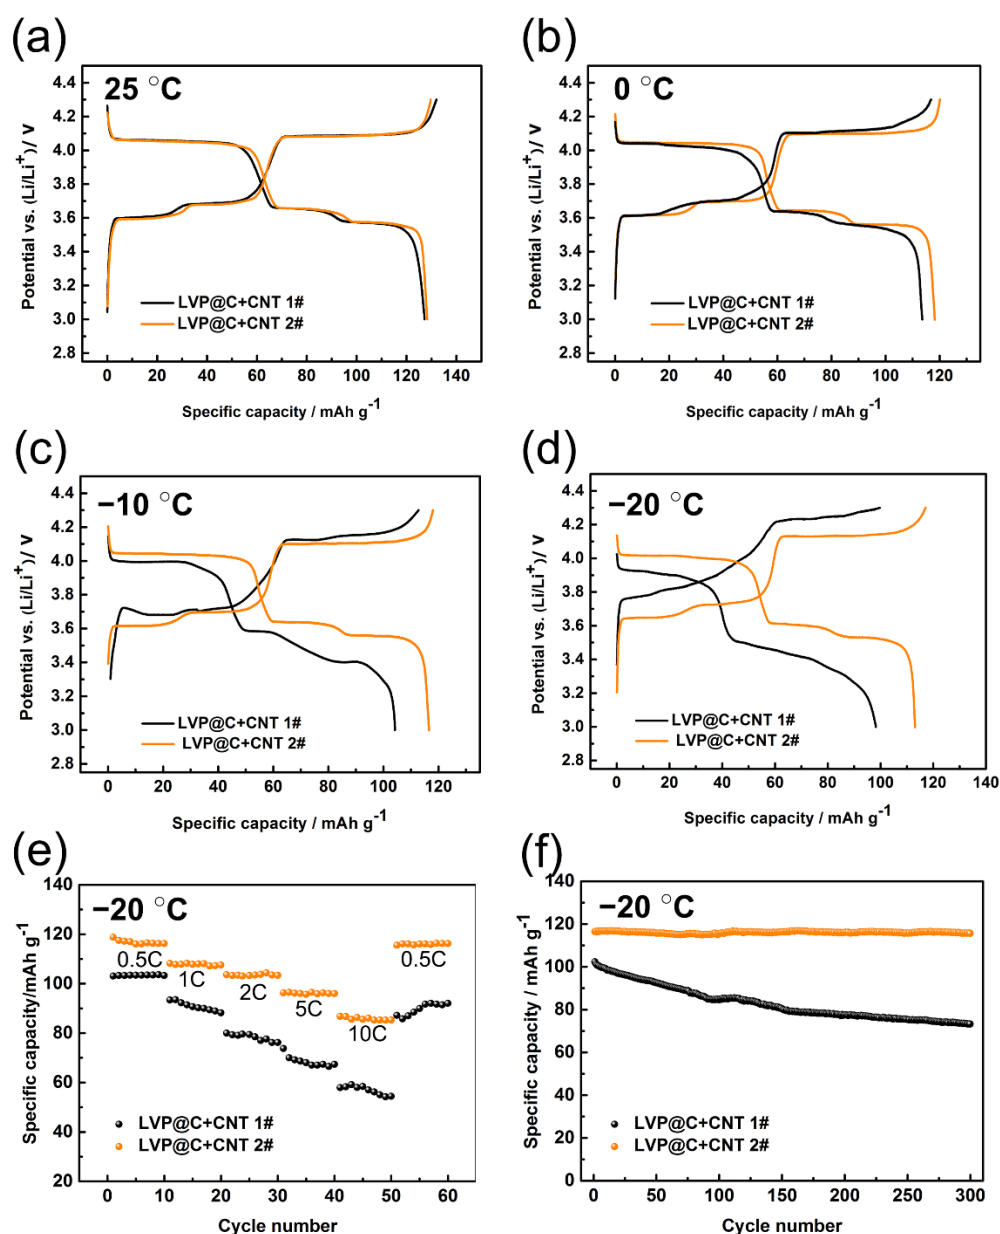 (a)
25 °C
4.4
4.2
4.0
3.8
3.6
3.4
3.2
3.0
2.8
Potential vs. (Li/Li+)/ V
LVP@C+CNT 1#
LVP@C+CNT 2#
0 20 40 60 80 100 120 140
Specific capacity / mAh g-1
(b)
0 °C
4.4
4.2
4.0
3.8
3.6
3.4
3.2
3.0
2.8
Potential vs. (Li/Li+)/ V
LVP@C+CNT 1#
LVP@C+CNT 2#
0 20 40 60 80 100 120
Specific capacity / mAh g-1
(c)
−10 °C
4.4
4.2
4.0
3.8
3.6
3.4
3.2
3.0
2.8
Potential vs. (Li/Li+)/ V
LVP@C+CNT 1#
LVP@C+CNT 2#
0 20 40 60 80 100 120
Specific capacity / mAh g-1
(d)
−20 °C
4.4
4.2
4.0
3.8
3.6
3.4
3.2
3.0
2.8
Potential vs. (Li/Li+)/ V
LVP@C+CNT 1#
LVP@C+CNT 2#
0 20 40 60 80 100 120 140
Specific capacity / mAh g-1
(e)
−20 °C
140
120
100
80
60
40
20
Specific capacity/mAh g-1
0.5C
1C
2C
5C
10C
0.5C
LVP@C+CNT 1#
LVP@C+CNT 2#
0 10 20 30 40 50 60
Cycle number
(f)
−20 °C
140
120
100
80
60
40
20
0
Specific capacity / mAh g-1
LVP@C+CNT 1#
LVP@C+CNT 2#
0 50 100 150 200 250 300
Cycle number